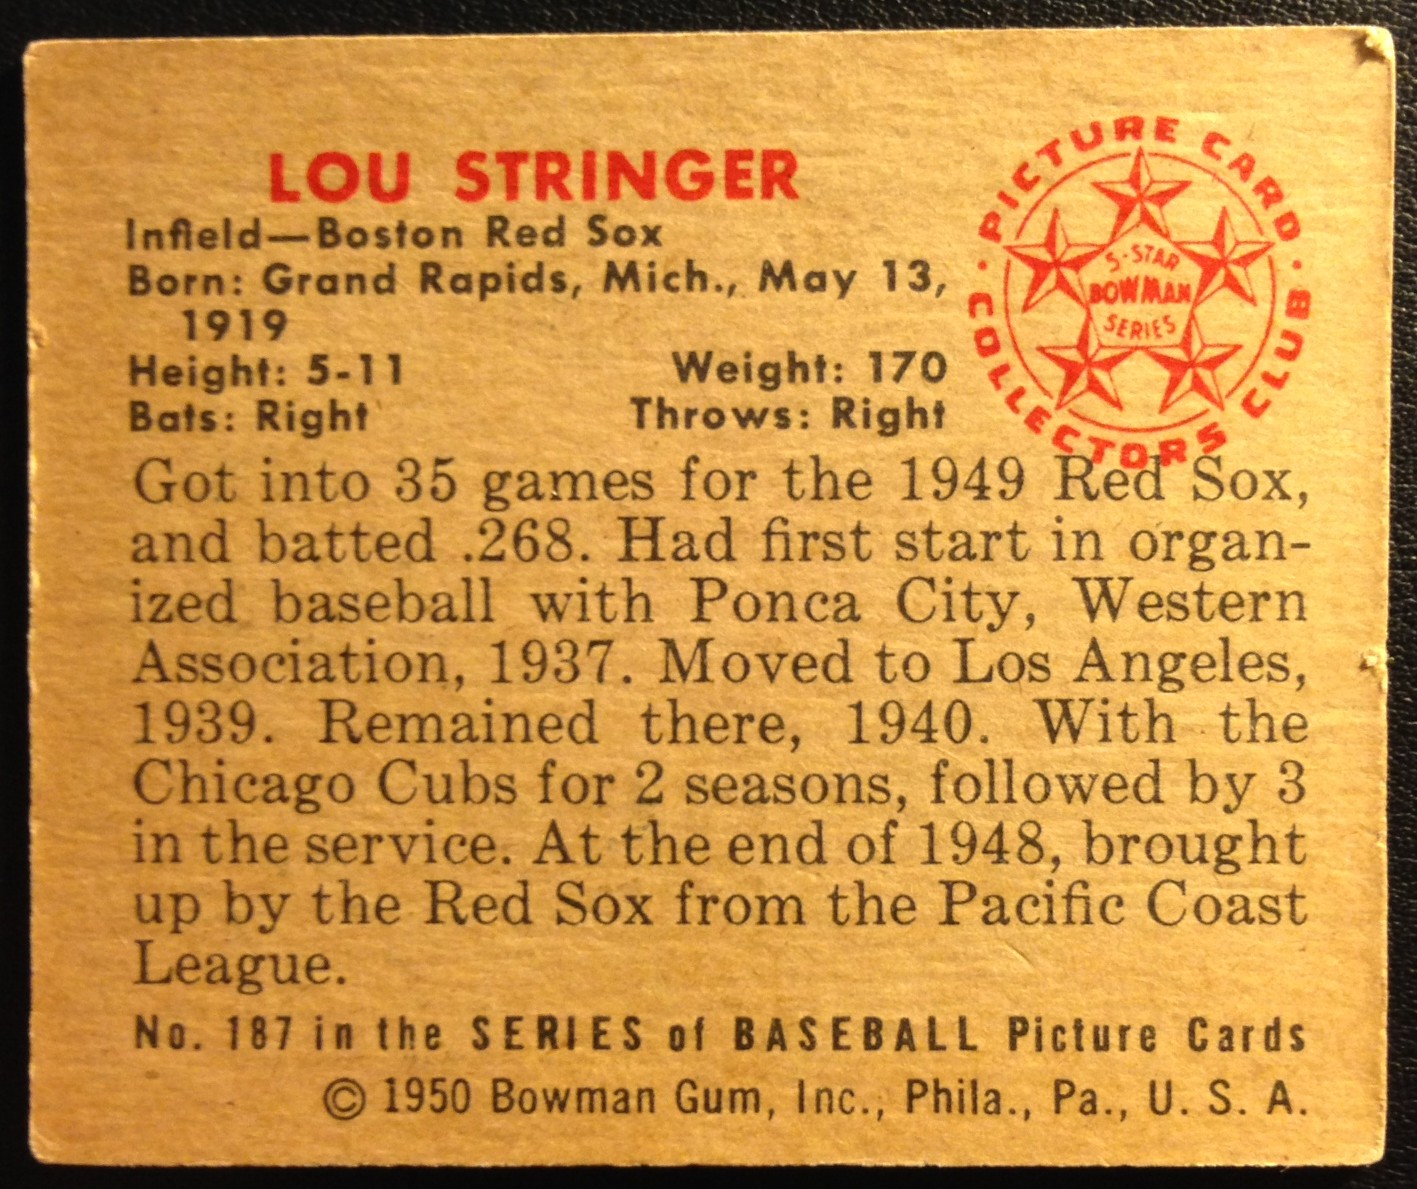 LOU STRINGER
Infield—Boston Red Sox
Born: Grand Rapids, Mich., May 13,
1919
Height: 5-11 Weight: 170
Bats: Right Throws: Right
PICTURE CARD
COLLECTORS CLUB
5-STAR
BOWMAN
SERIES
Got into 35 games for the 1949 Red Sox,
and batted .268. Had first start in organ-
ized baseball with Ponca City, Western
Association, 1937. Moved to Los Angeles,
1939. Remained there, 1940. With the
Chicago Cubs for 2 seasons, followed by 3
in the service. At the end of 1948, brought
up by the Red Sox from the Pacific Coast
League.
No. 187 in the SERIES of BASEBALL Picture Cards
© 1950 Bowman Gum, Inc., Phila., Pa., U. S. A.